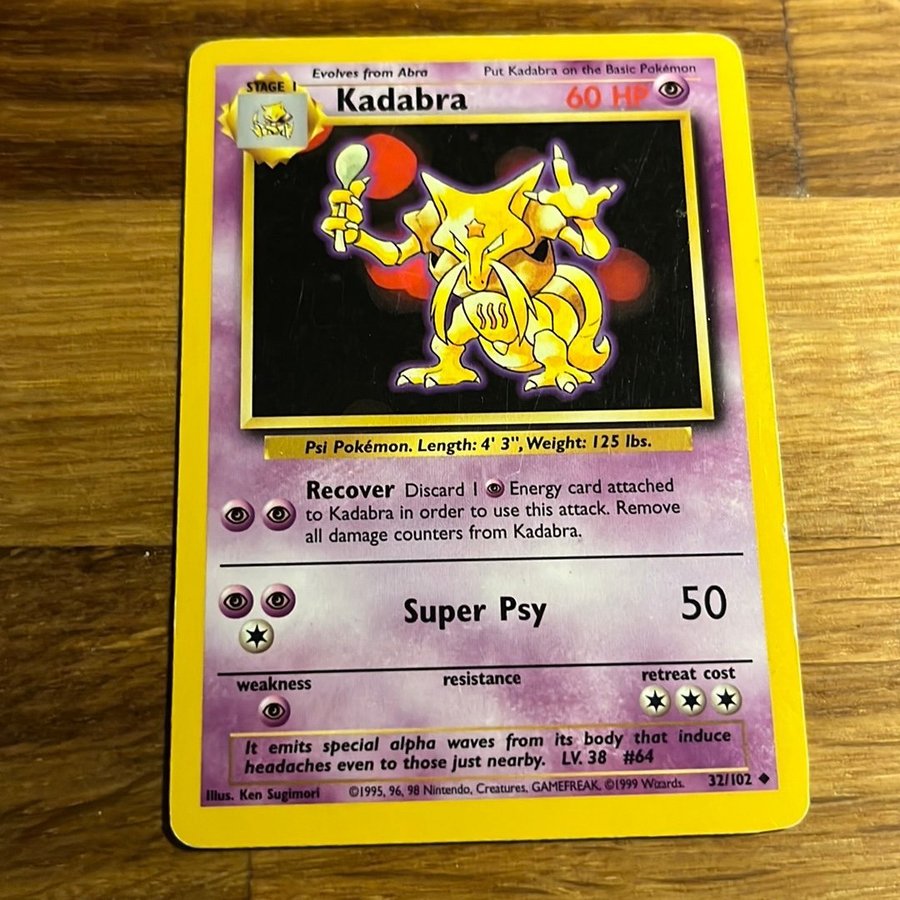 Evolves from Abra Put Kadabra on the Basic Pokémon
STAGE 1
Kadabra 60 HP
Psi Pokémon. Length: 4' 3", Weight: 125 lbs.
Recover Discard 1 Energy card attached
to Kadabra in order to use this attack. Remove
all damage counters from Kadabra.
Super Psy 50
weakness resistance retreat cost
It emits special alpha waves from its body that induce
headaches even to those just nearby. LV. 38 #64
Illus. Ken Sugimori ©1995, 96, 98 Nintendo, Creatures, GAMEFREAK. ©1999 Wizards. 32/102